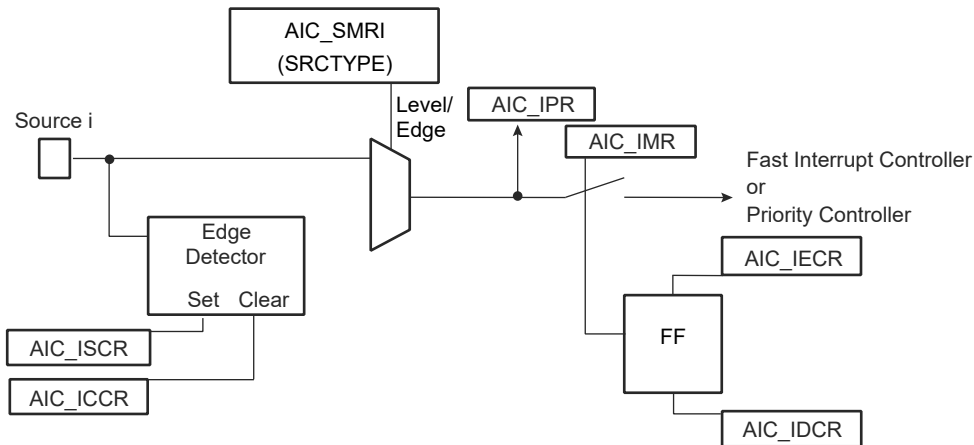 AIC_SMRI
(SRCTYPE)
Level/
Edge
AIC_IPR
Source i
AIC_IMR
Fast Interrupt Controller
or
Priority Controller
Edge
Detector
Set Clear
AIC_IECR
FF
AIC_ISCR
AIC_ICCR
AIC_IDCR